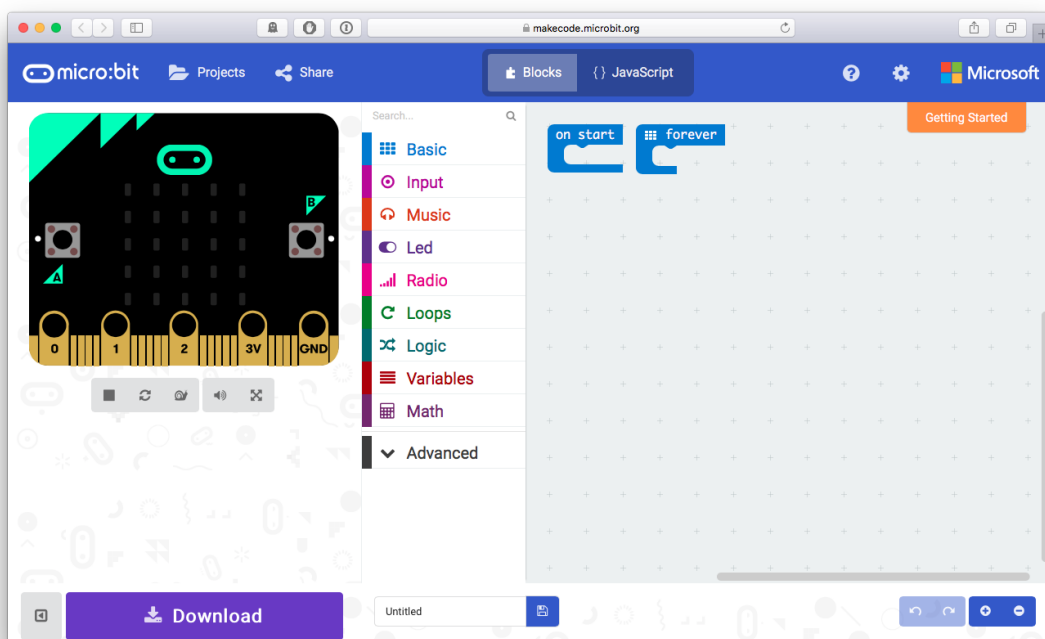 makecode.microbit.org
micro:bit
Projects
Share
Blocks
{} JavaScript
?
Microsoft
Search...
Getting Started
Basic
Input
Music
Led
Radio
Loops
Logic
Variables
Math
Advanced
on start
forever
B
A
0 1 2 3V GND
Download
Untitled